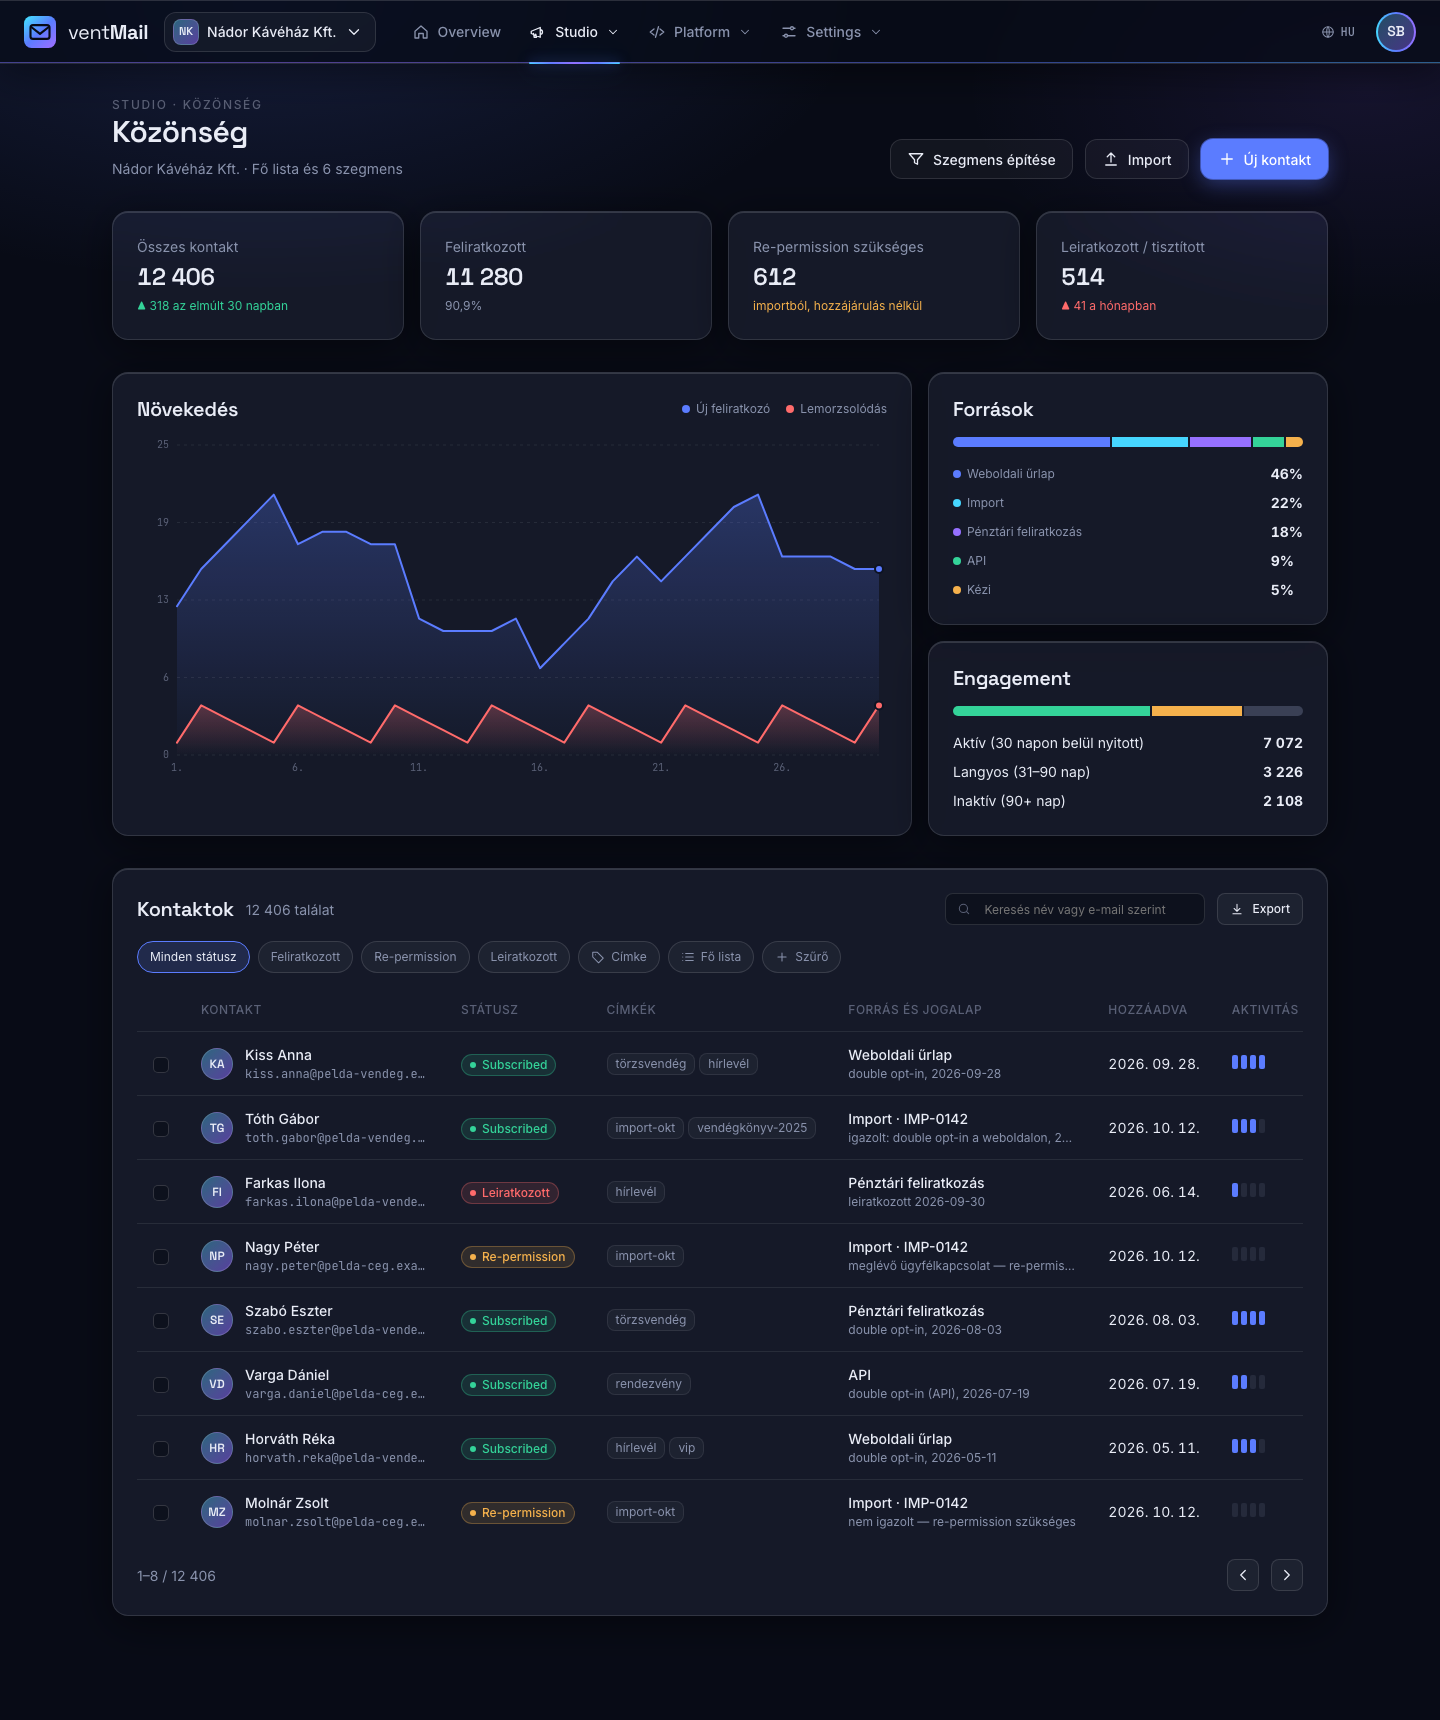 ventMail NK Nádor Kávéház Kft. Overview Studio Platform Settings HU SB
STUDIO · KÖZÖNSÉG
Közönség
Nádor Kávéház Kft. · Fő lista és 6 szegmens
Szegmens építése Import Új kontakt
Összes kontakt
12 406
318 az elmúlt 30 napban
Feliratkozott
11 280
90,9%
Re-permission szükséges
612
importból, hozzájárulás nélkül
Leiratkozott / tisztított
514
41 a hónapban
Növekedés
Új feliratkozó Lemorzsolódás
25
19
13
6
0
1. 6. 11. 16. 21. 26.
Források
Weboldali űrlap 46%
Import 22%
Pénztári feliratkozás 18%
API 9%
Kézi 5%
Engagement
Aktív (30 napon belül nyitott) 7 072
Langyos (31–90 nap) 3 226
Inaktív (90+ nap) 2 108
Kontaktok 12 406 találat
Keresés név vagy e-mail szerint Export
Minden státusz Feliratkozott Re-permission Leiratkozott Címke Fő lista Szűrő
KONTAKT STÁTUSZ CÍMKÉK FORRÁS ÉS JOGALAP HOZZÁADVA AKTIVITÁS
KA Kiss Anna Subscribed törzsvendég hírlevél Weboldali űrlap 2026. 09. 28.
kiss.anna@pelda-vendeg.e… double opt-in, 2026-09-28
TG Tóth Gábor Subscribed import-okt vendégkönyv-2025 Import · IMP-0142 2026. 10. 12.
toth.gabor@pelda-vendeg.… igazolt: double opt-in a weboldalon, 2…
FI Farkas Ilona Leiratkozott hírlevél Pénztári feliratkozás 2026. 06. 14.
farkas.ilona@pelda-vende… leiratkozott 2026-09-30
NP Nagy Péter Re-permission import-okt Import · IMP-0142 2026. 10. 12.
nagy.peter@pelda-ceg.exa… meglévő ügyfélkapcsolat — re-permis…
SE Szabó Eszter Subscribed törzsvendég Pénztári feliratkozás 2026. 08. 03.
szabo.eszter@pelda-vende… double opt-in, 2026-08-03
VD Varga Dániel Subscribed rendezvény API 2026. 07. 19.
varga.daniel@pelda-ceg.e… double opt-in (API), 2026-07-19
HR Horváth Réka Subscribed hírlevél vip Weboldali űrlap 2026. 05. 11.
horvath.reka@pelda-vende… double opt-in, 2026-05-11
MZ Molnár Zsolt Re-permission import-okt Import · IMP-0142 2026. 10. 12.
molnar.zsolt@pelda-ceg.e… nem igazolt — re-permission szükséges
1–8 / 12 406